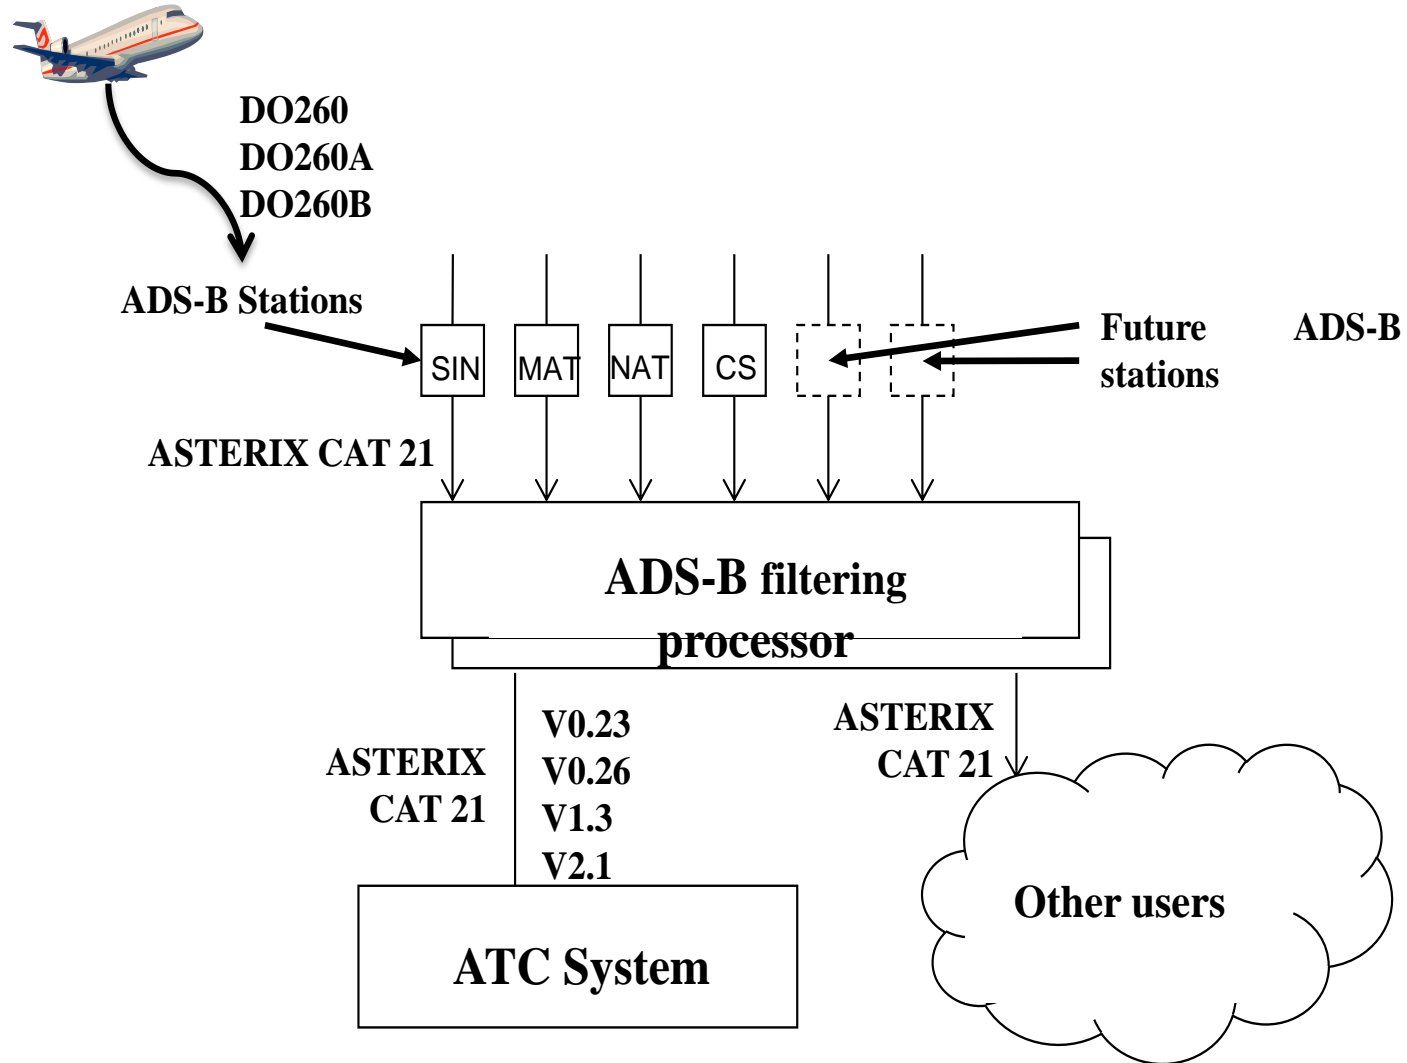 DO260
DO260A
DO260B
ADS-B Stations
Future ADS-B
stations
SIN
MAT
NAT
CS
ASTERIX CAT 21
ADS-B filtering
processor
ASTERIX
CAT 21
V0.23
V0.26
V1.3
V2.1
ASTERIX
CAT 21
Other users
ATC System